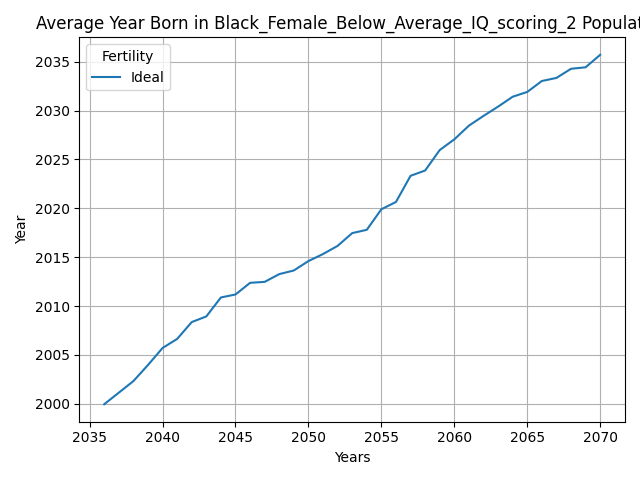 Average Year Born in Black_Female_Below_Average_IQ_scoring_2 Populat
Fertility
Ideal
2035
2030
2025
2020
2015
2010
2005
2000
Year
2035 2040 2045 2050 2055 2060 2065 2070
Years